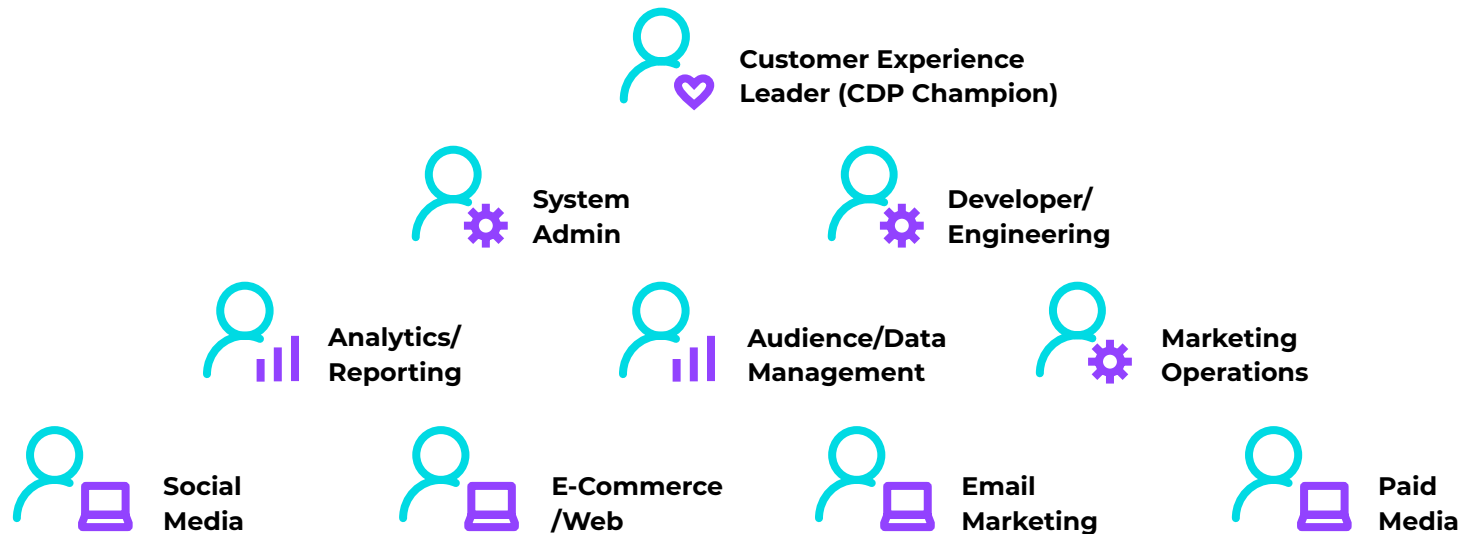 Customer Experience
Leader (CDP Champion)
System
Admin
Developer/
Engineering
Analytics/
Reporting
Audience/Data
Management
Marketing
Operations
Social
Media
E-Commerce
/Web
Email
Marketing
Paid
Media